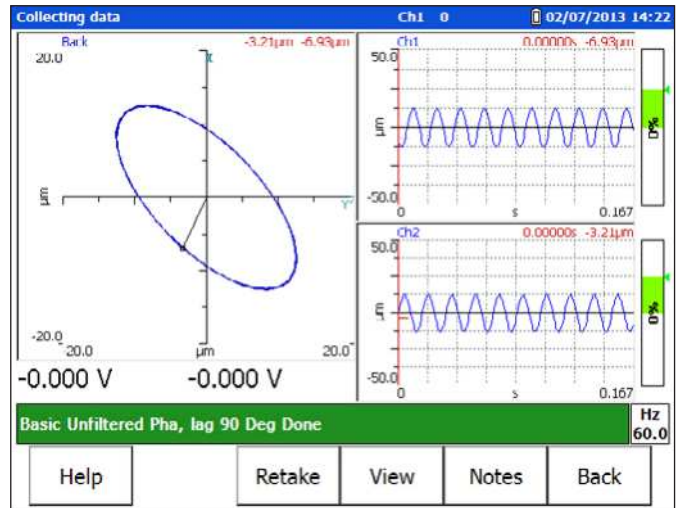 Collecting data Ch1 0 02/07/2013 14:22
Back -3.21µm -6.93µm
20.0
X
µm
Y
-20.0
20.0 µm 20.0
-0.000 V -0.000 V
Ch1 0.00000s -6.93µm
50.0
µm
-50.0
0 s 0.167
0%
Ch2 0.00000s -3.21µm
50.0
µm
-50.0
0 s 0.167
0%
Basic Unfiltered Pha, lag 90 Deg Done
Hz
60.0
Help Retake View Notes Back